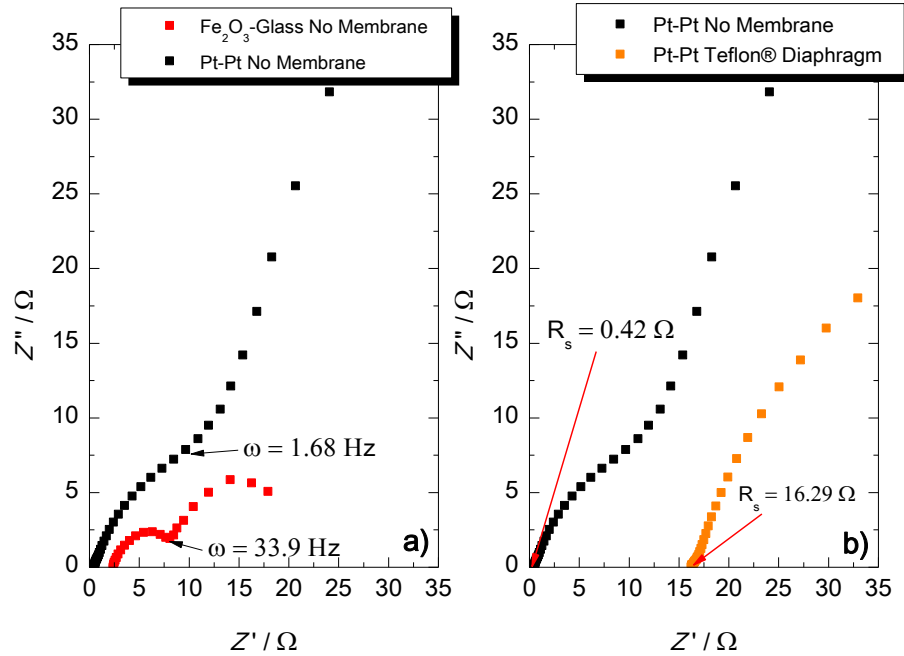 Fe₂O₃-Glass No Membrane
Pt-Pt No Membrane
Pt-Pt No Membrane
Pt-Pt Teflon® Diaphragm
35
30
25
20
15
10
5
0
Z'' / Ω
ω = 1.68 Hz
ω = 33.9 Hz
a)
0 5 10 15 20 25 30 35
Z' / Ω
35
30
25
20
15
10
5
0
Z'' / Ω
Rₛ = 0.42 Ω
Rₛ = 16.29 Ω
b)
0 5 10 15 20 25 30 35
Z' / Ω